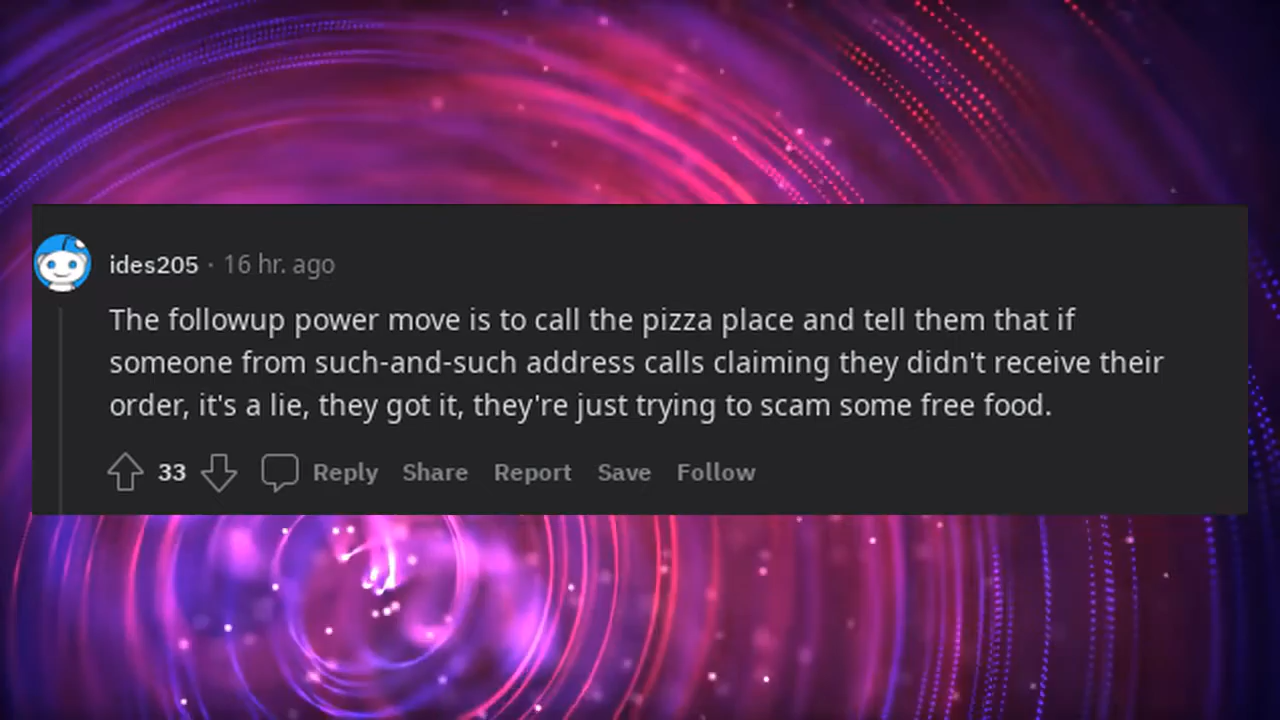 ides205 · 16 hr. ago
The followup power move is to call the pizza place and tell them that if
someone from such-and-such address calls claiming they didn't receive their
order, it's a lie, they got it, they're just trying to scam some free food.
33 Reply Share Report Save Follow